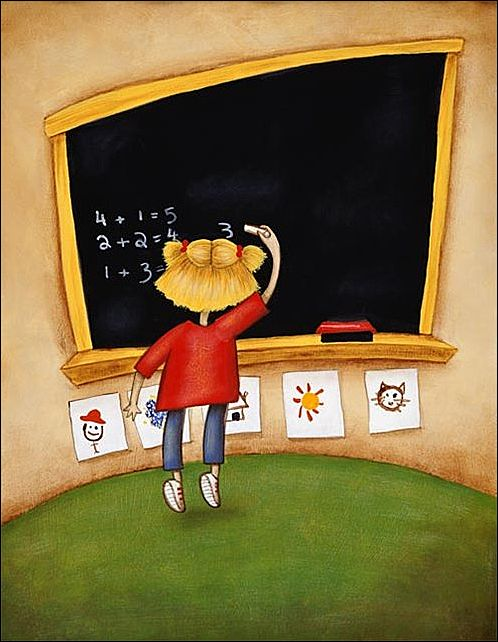 4 + 1 = 5
2 + 2 = 4
1 + 3 =
3